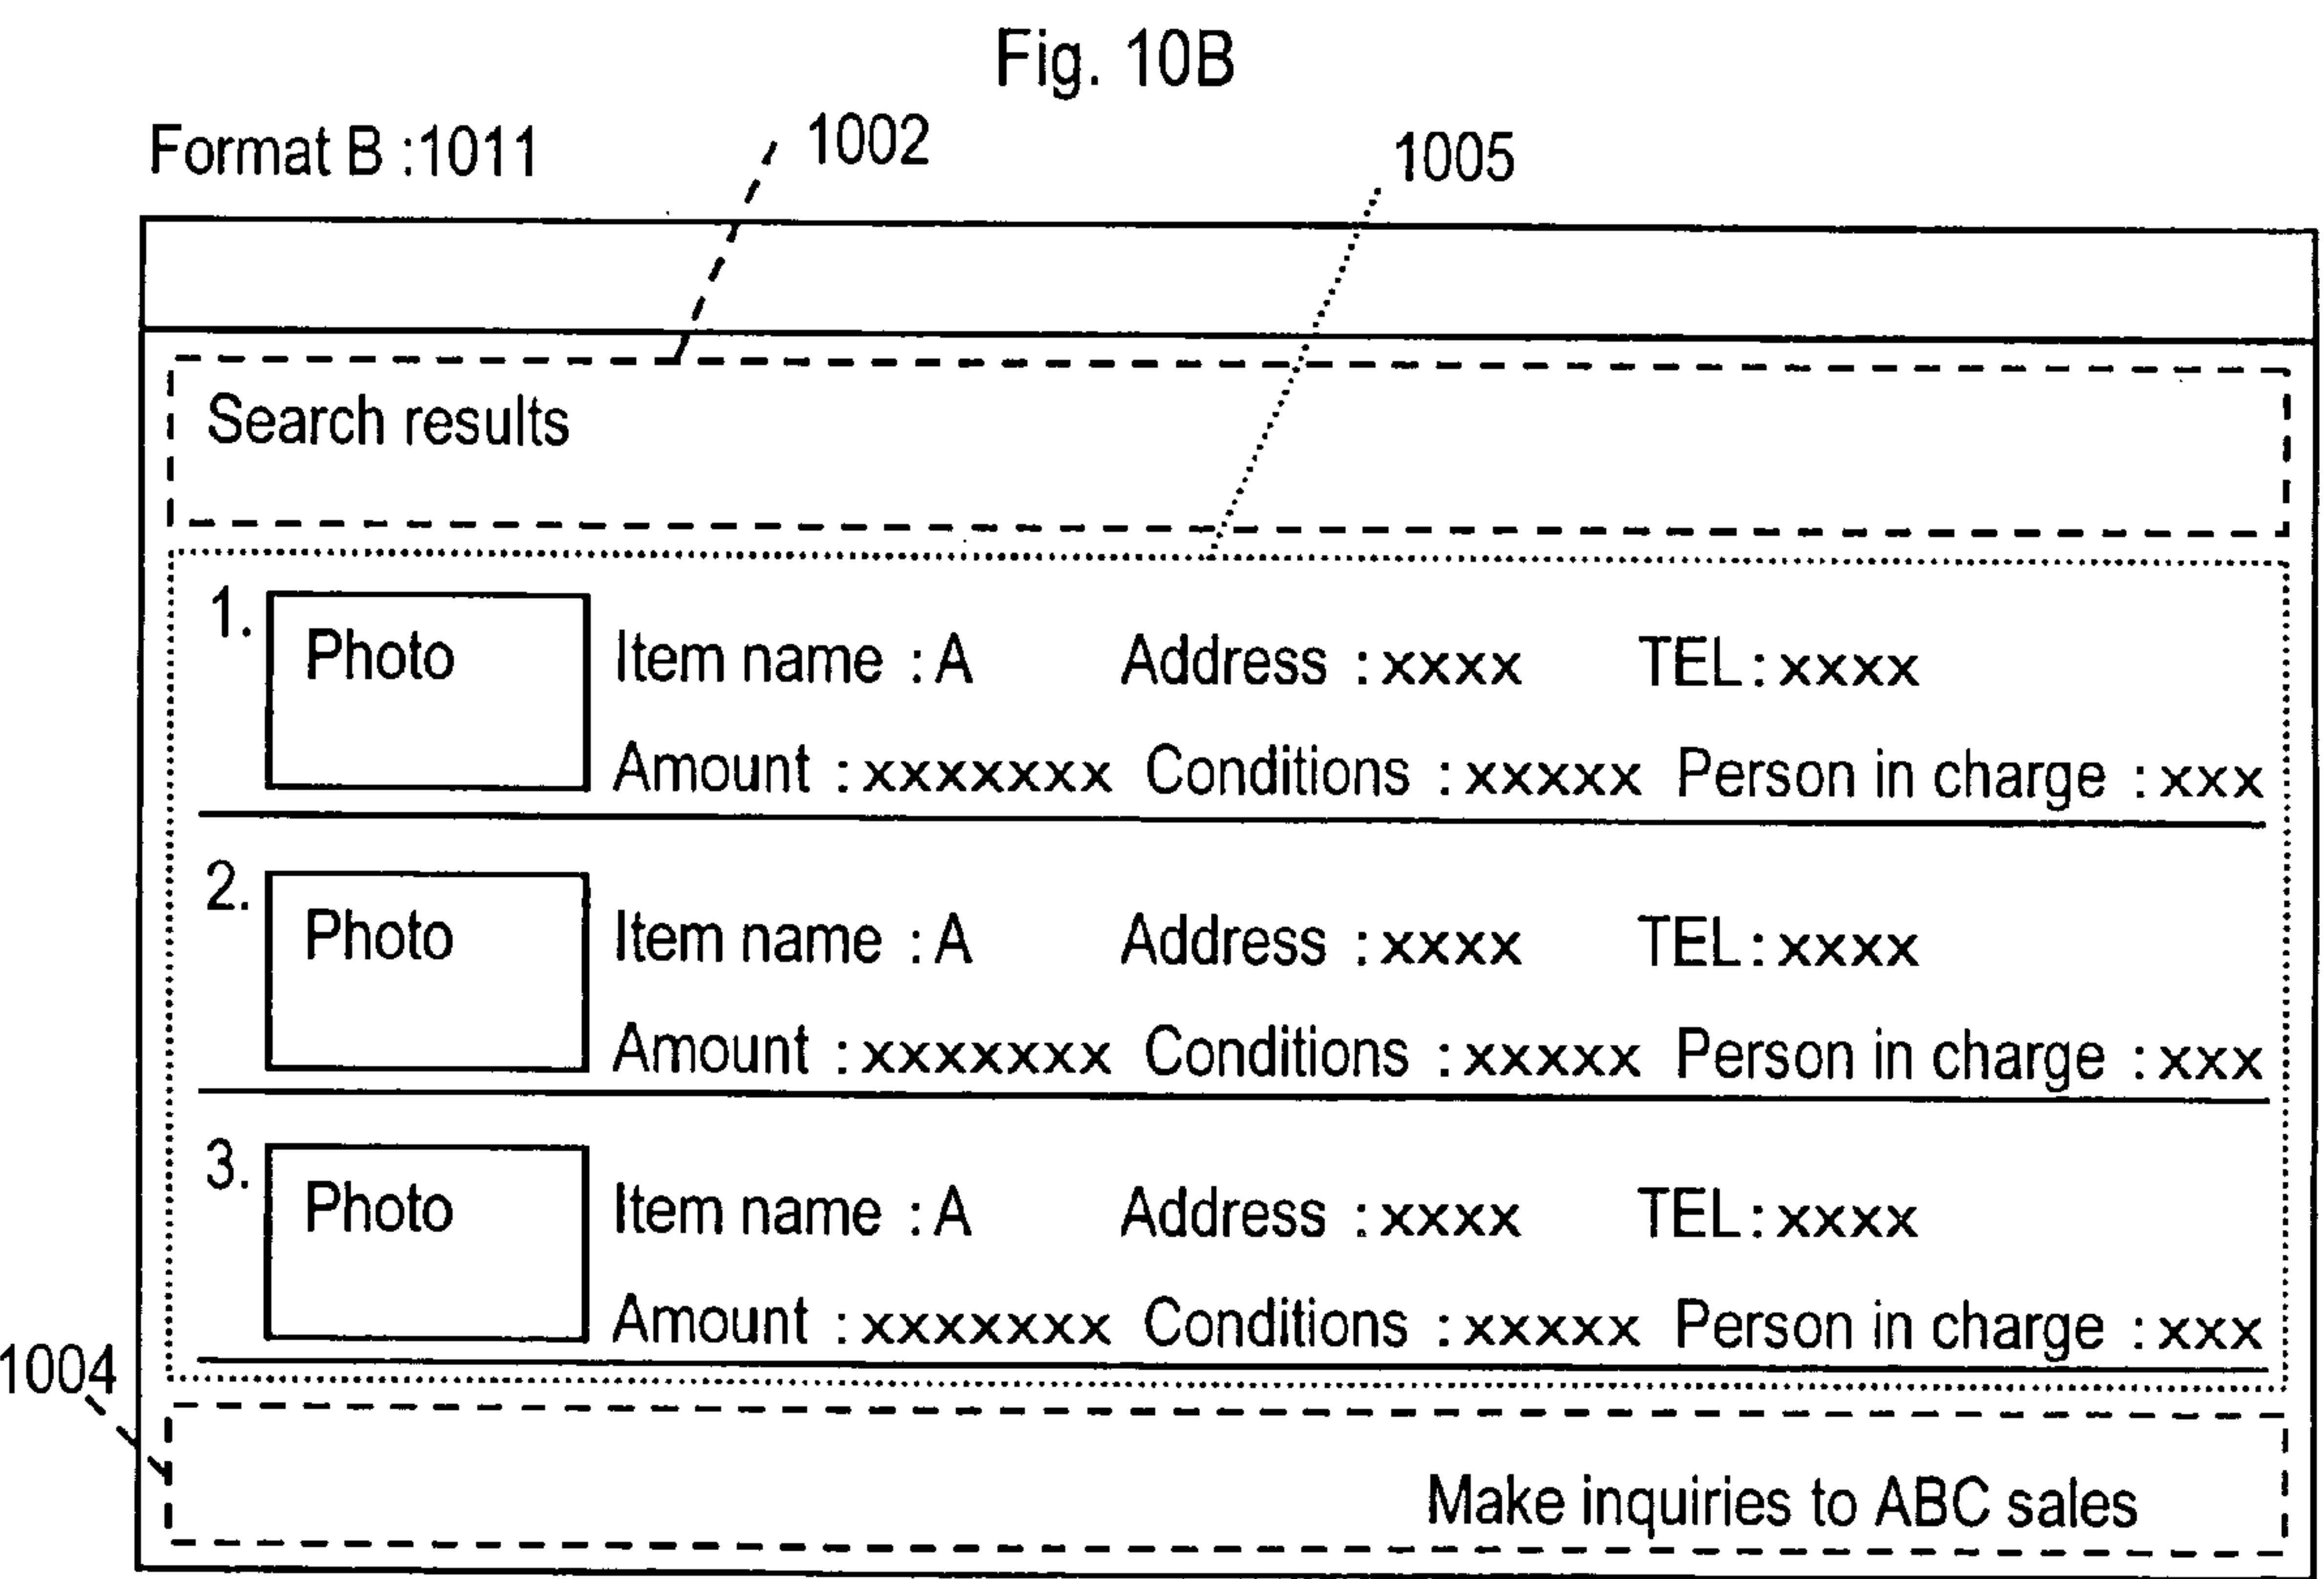 Fig. 10B
Format B :1011
1002
1005
Search results
1.
Photo
Item name :A Address :xxxx TEL:xxxx
Amount :xxxxxxx Conditions :xxxxx Person in charge :xxx
2.
Photo
Item name :A Address :xxxx TEL:xxxx
Amount :xxxxxxx Conditions :xxxxx Person in charge :xxx
3.
Photo
Item name :A Address :xxxx TEL:xxxx
Amount :xxxxxxx Conditions :xxxxx Person in charge :xxx
1004
Make inquiries to ABC sales